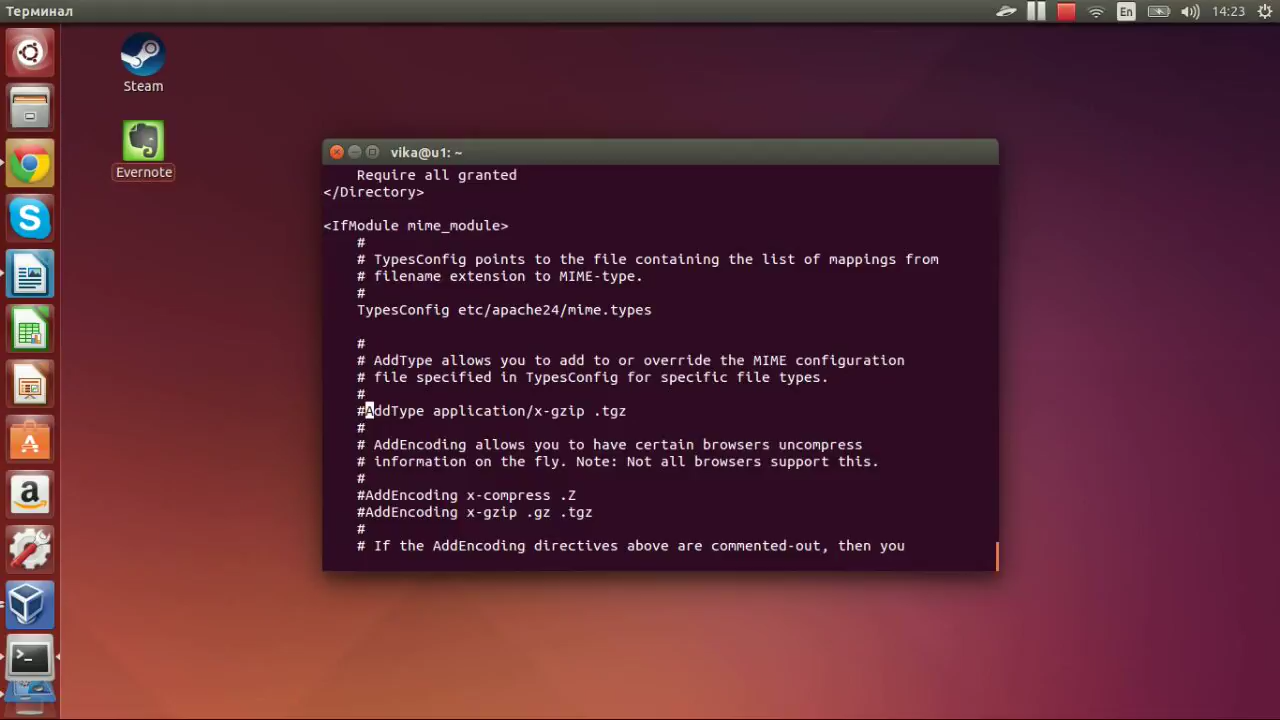 Терминал
En
14:23
Steam
Evernote
vika@u1: ~
Require all granted
</Directory>
<IfModule mime_module>
#
# TypesConfig points to the file containing the list of mappings from
# filename extension to MIME-type.
#
TypesConfig etc/apache24/mime.types
#
# AddType allows you to add to or override the MIME configuration
# file specified in TypesConfig for specific file types.
#
#AddType application/x-gzip .tgz
#
# AddEncoding allows you to have certain browsers uncompress
# information on the fly. Note: Not all browsers support this.
#
#AddEncoding x-compress .Z
#AddEncoding x-gzip .gz .tgz
#
# If the AddEncoding directives above are commented-out, then you